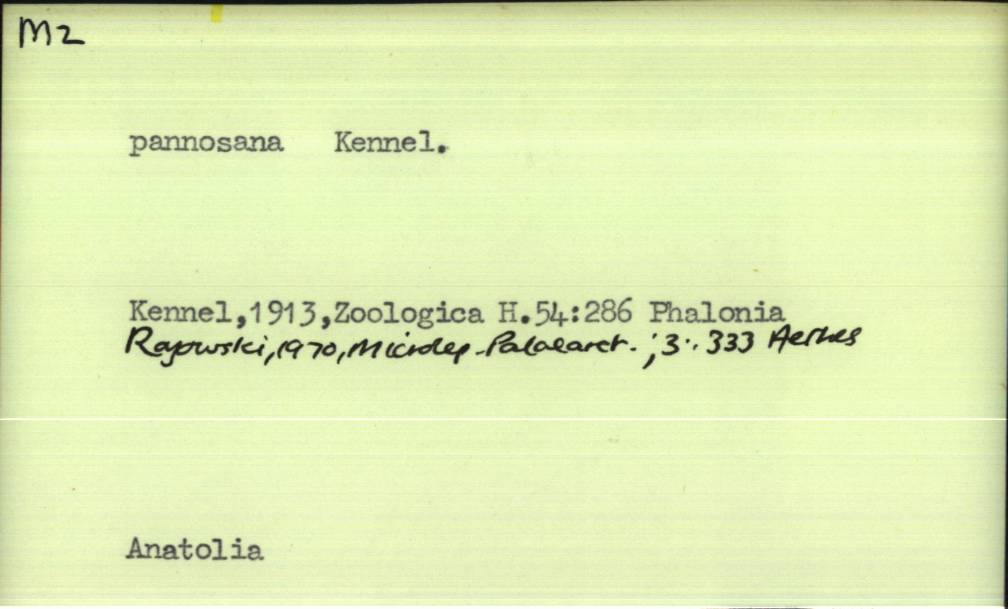 M2
pannosana Kennel.
Kennel,1913,Zoologica H.54:286 Phalonia
Razowski,1970,Microlep.Palaearct.;3:333 Aethes
Anatolia